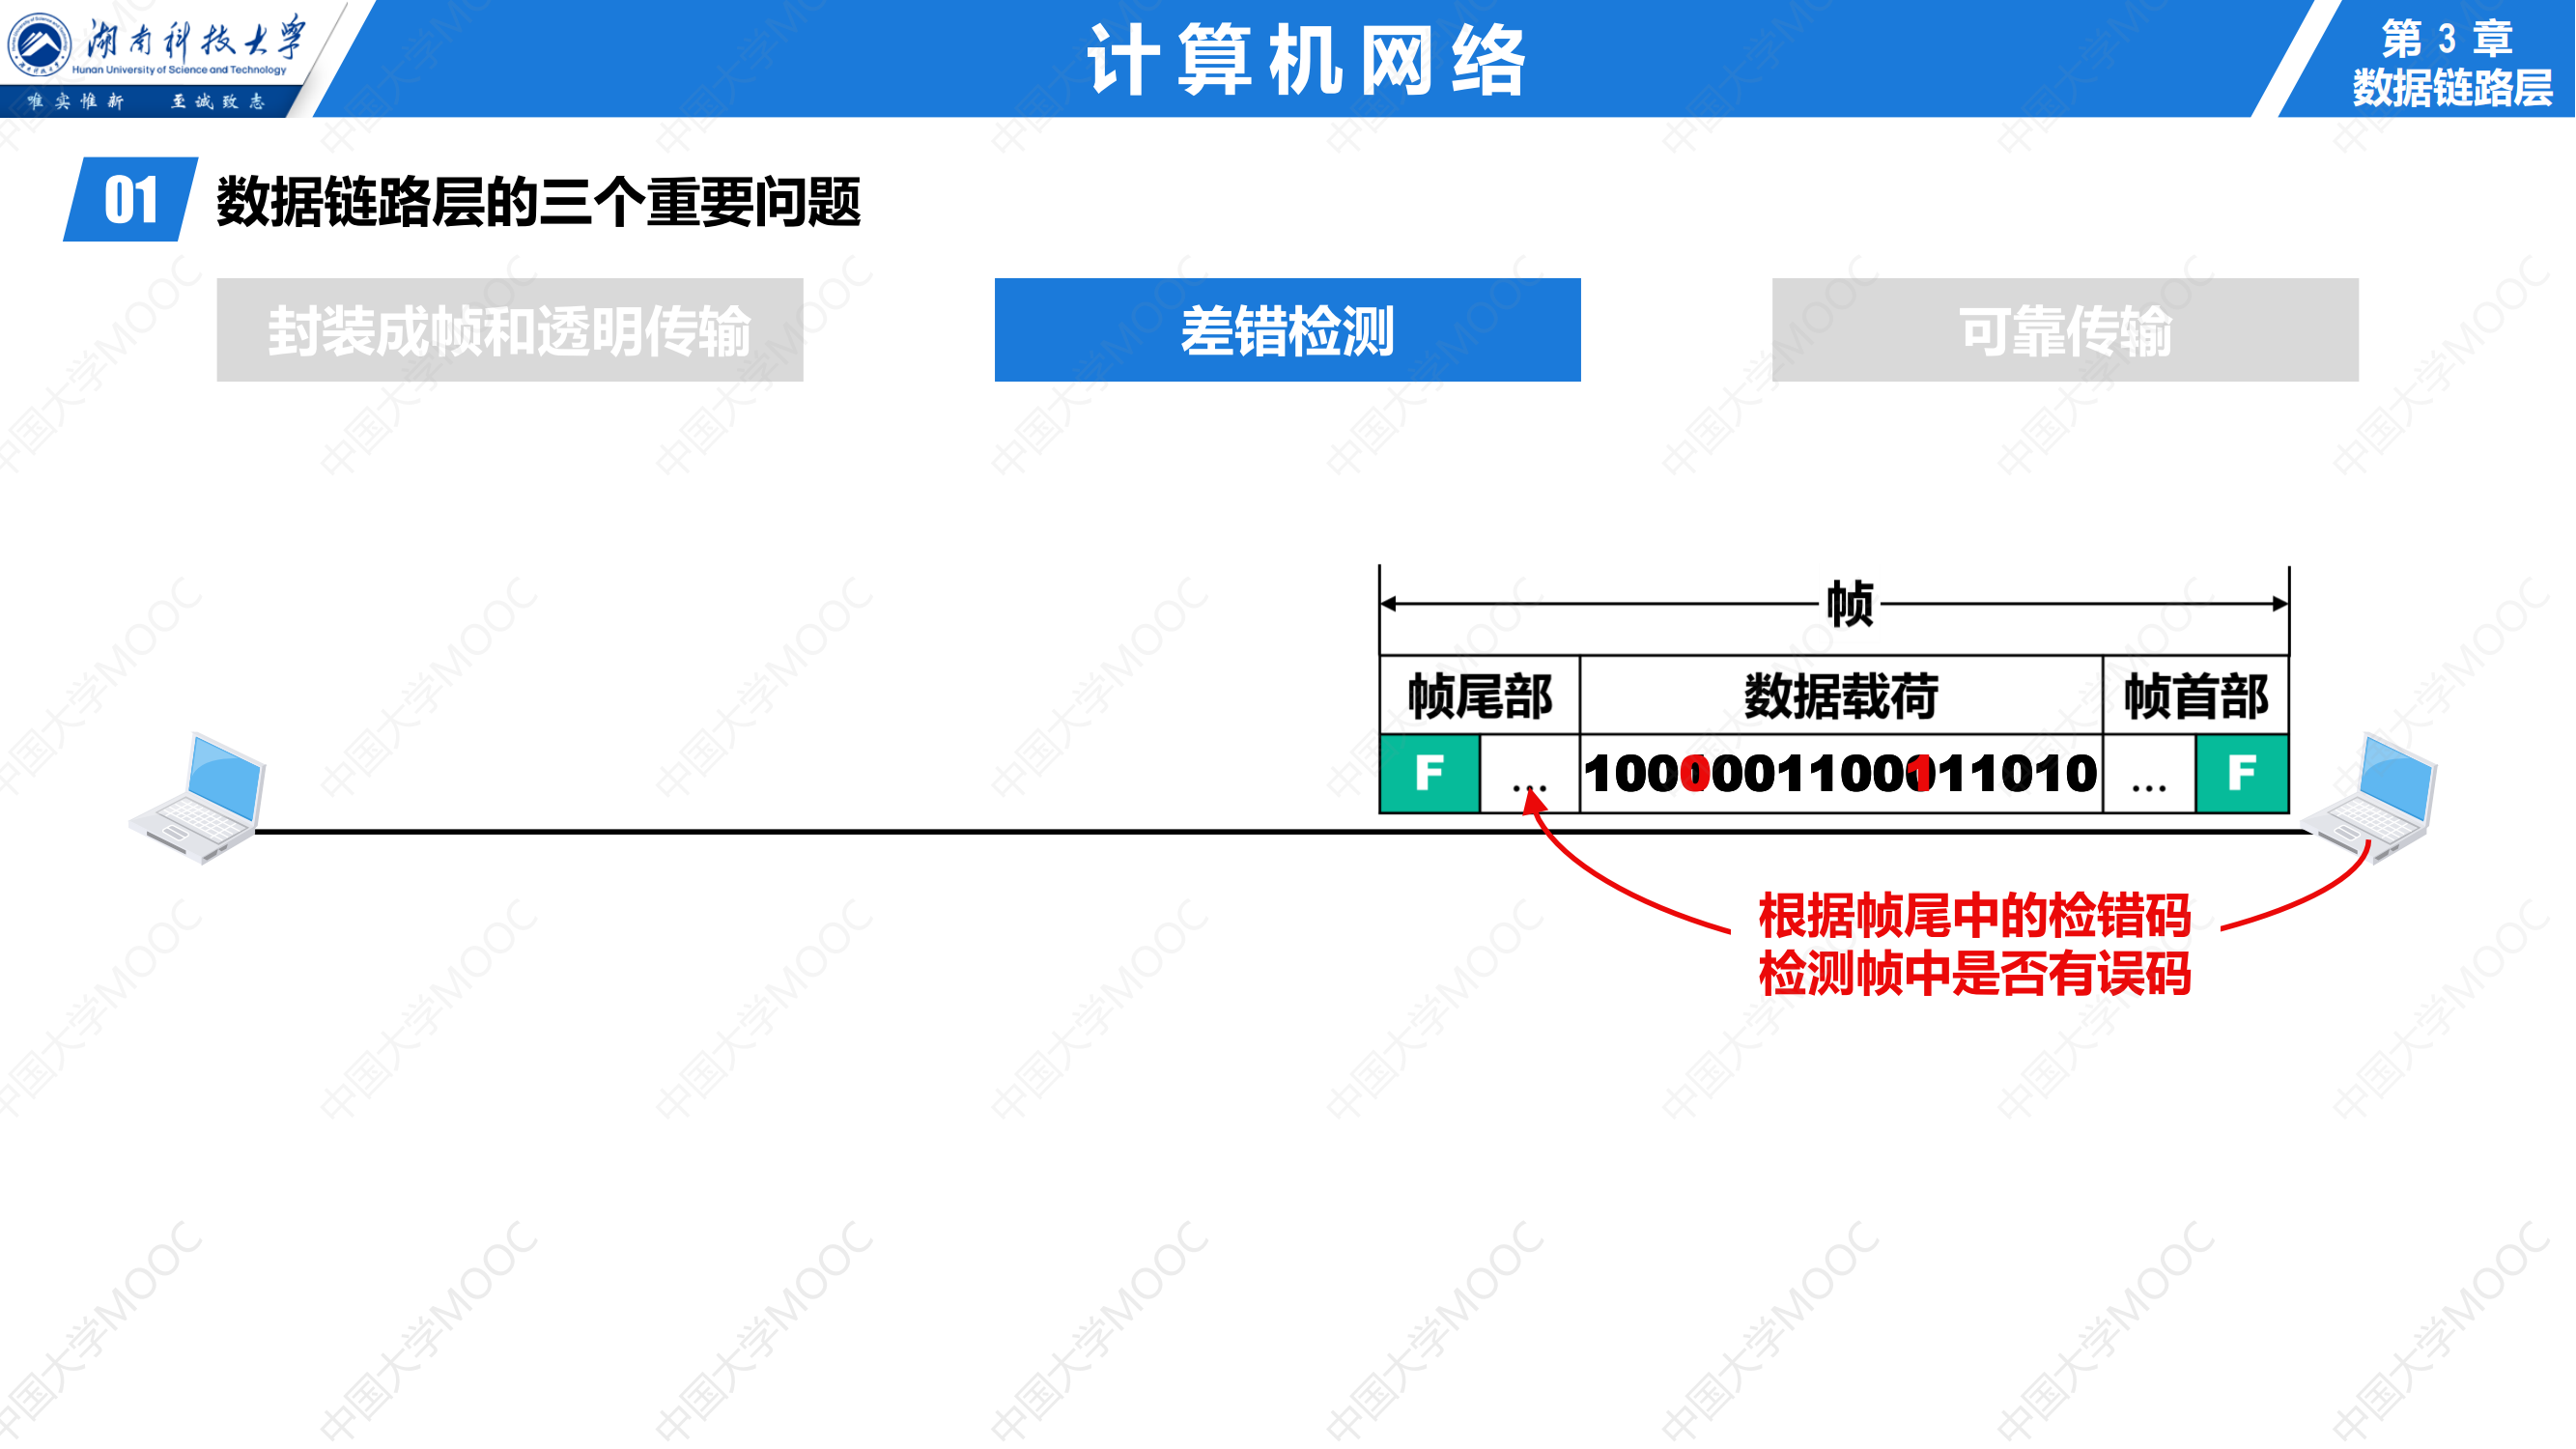 湖南科技大学
Hunan University of Science and Technology
唯实惟新 至诚致志
计算机网络
第 3 章
数据链路层
01 数据链路层的三个重要问题
封装成帧和透明传输 差错检测 可靠传输
帧
帧尾部 数据载荷 帧首部
F … 1000000110011010 … F
根据帧尾中的检错码
检测帧中是否有误码
中国大学MOOC